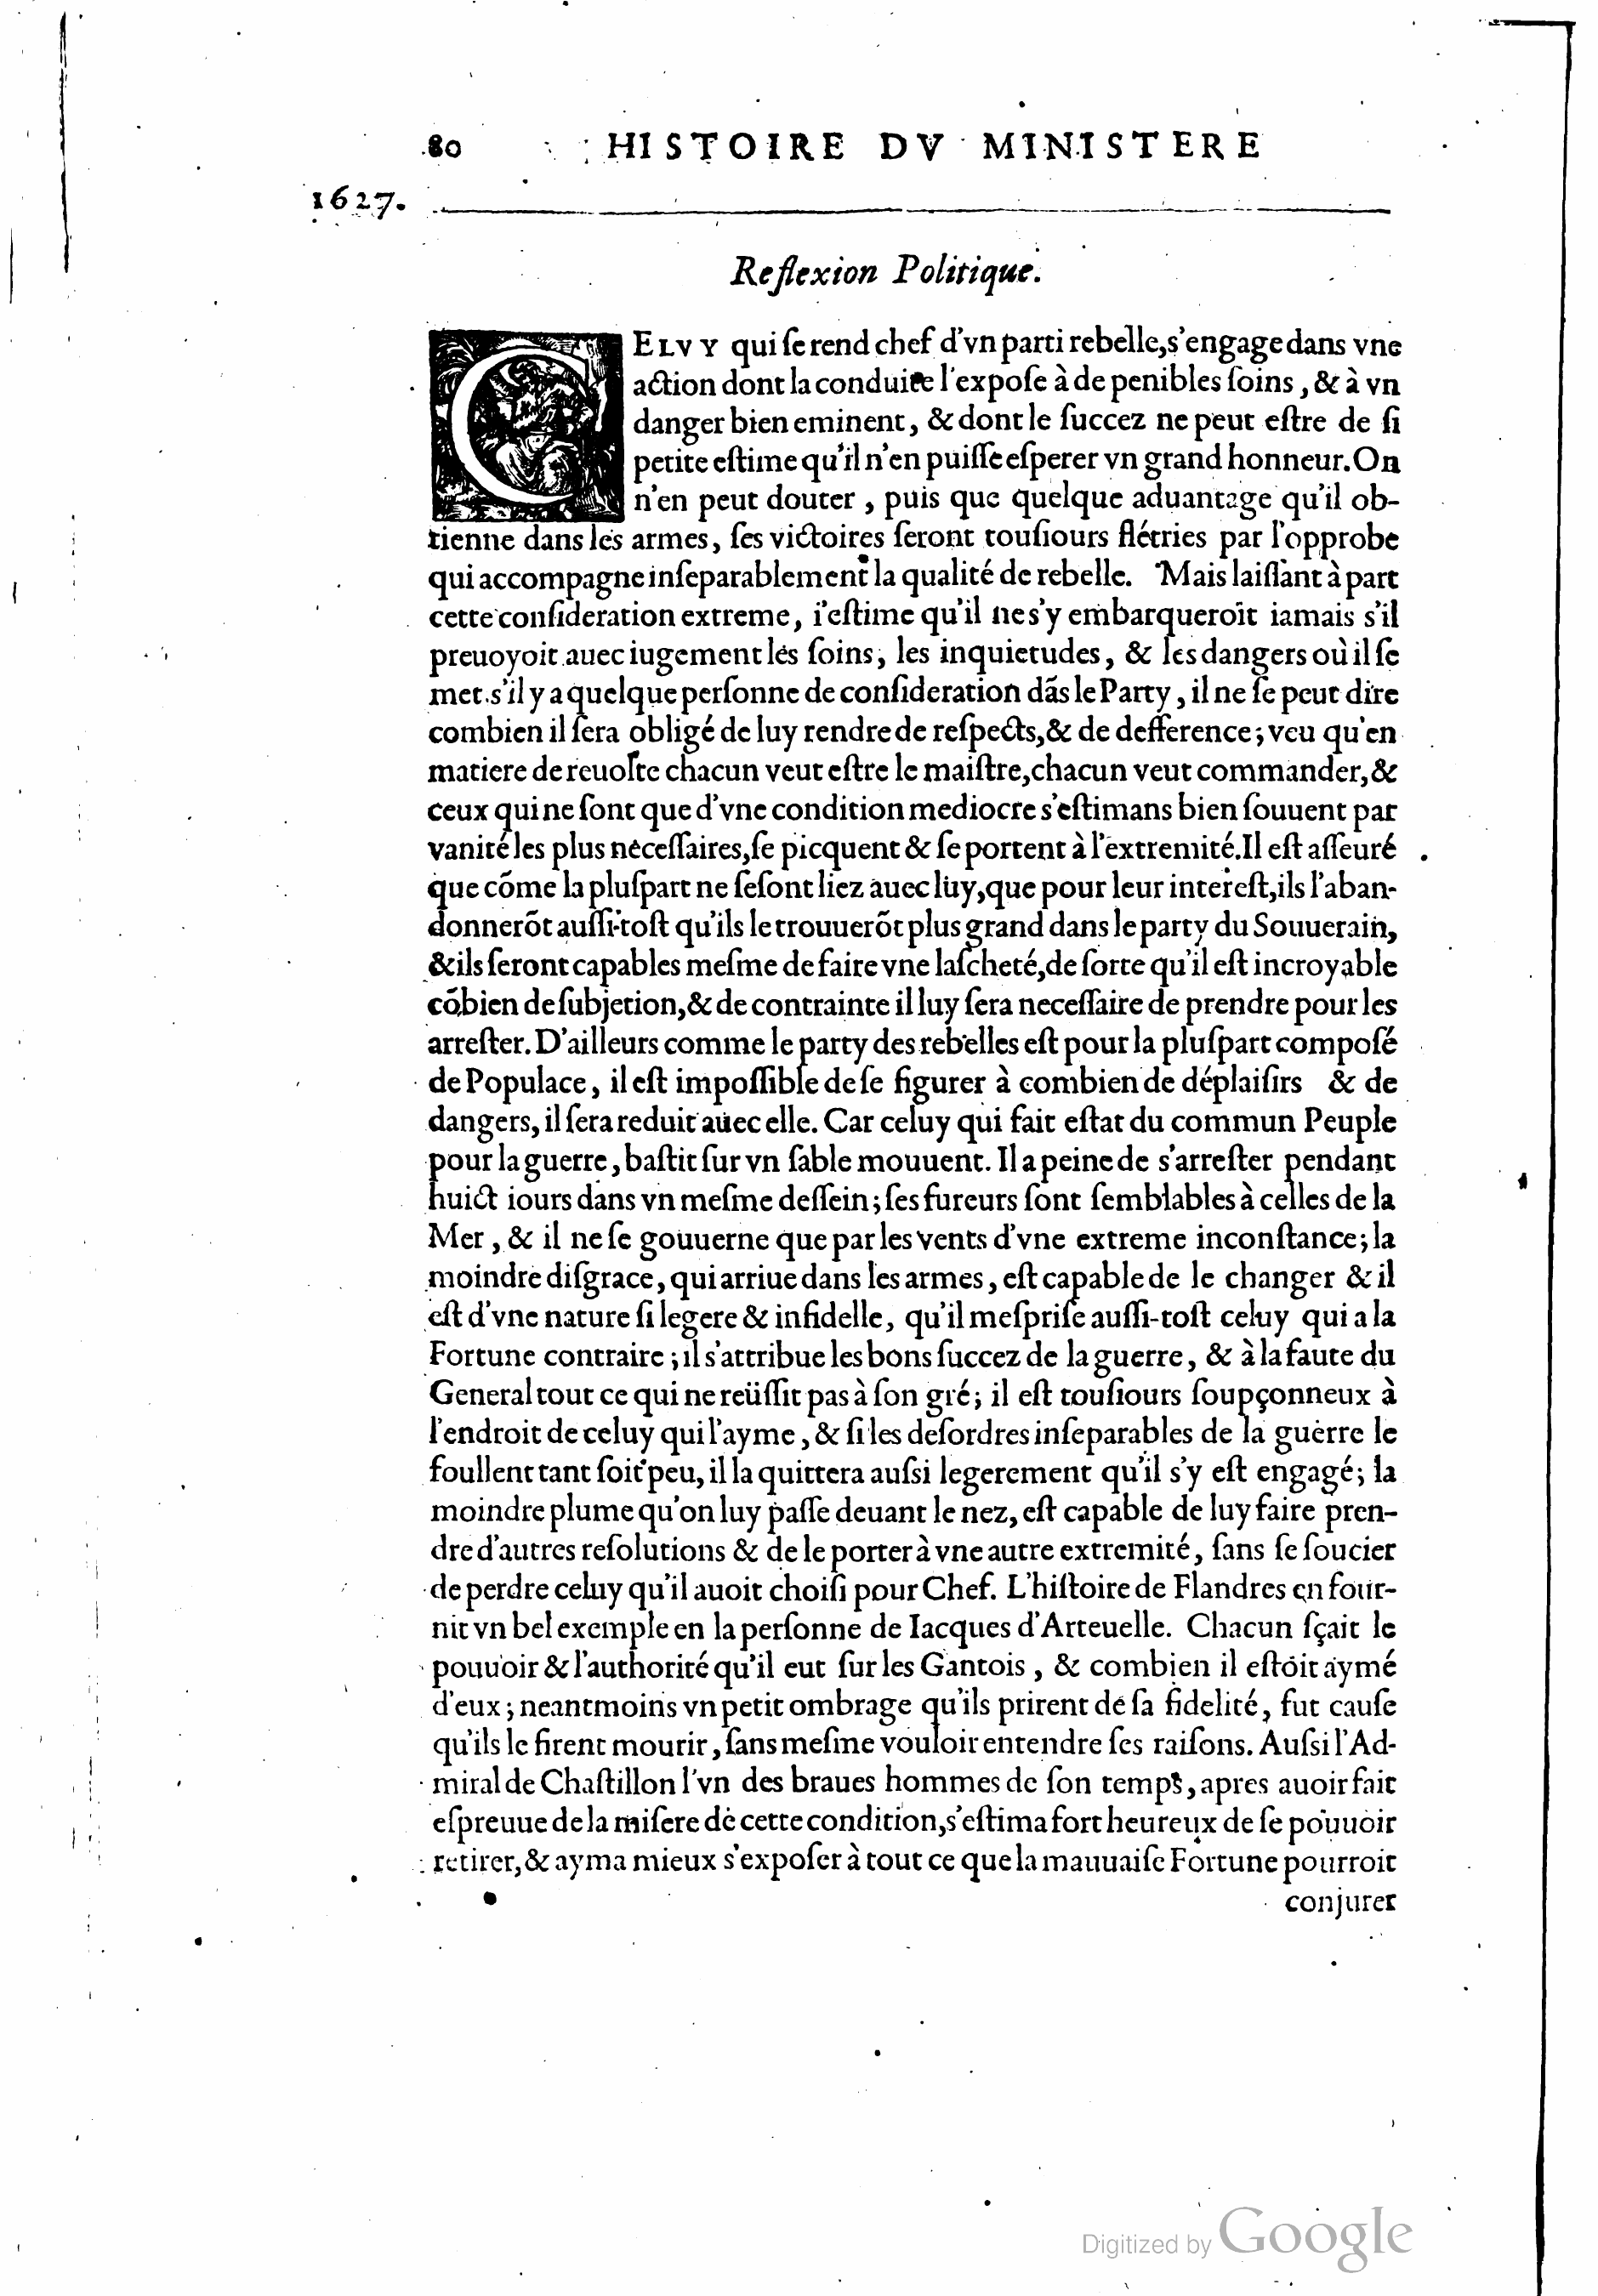 80 HISTOIRE DV MINISTERE
1627.
Reflexion Politique.
CELVY qui ſe rend chef d'vn parti rebelle, s'engage dans vne
action dont la conduite l'expoſe à de penibles ſoins, & à vn
danger bien eminent, & dont le ſuccez ne peut eſtre de ſi
petite eſtime qu'il n'en puiſſe eſperer vn grand honneur. On
n'en peut douter, puis que quelque aduantage qu'il ob-
tienne dans les armes, ſes victoires ſeront touſiours flétries par l'opprobe
qui accompagne inſeparablement la qualité de rebelle. Mais laiſſant à part
cette conſideration extreme, i'eſtime qu'il ne s'y embarqueroit iamais s'il
preuoyoit auec iugement les ſoins, les inquietudes, & les dangers où il ſe
met. s'il y a quelque perſonne de conſideration dãs le Party, il ne ſe peut dire
combien il ſera obligé de luy rendre de reſpects, & de defference; veu qu'en
matiere de reuolte chacun veut eſtre le maiſtre, chacun veut commander, &
ceux qui ne ſont que d'vne condition mediocre s'eſtimans bien ſouuent par
vanité les plus neceſſaires, ſe picquent & ſe portent à l'extremité. Il eſt aſſeuré
que cõme la pluſpart ne ſe ſont liez auec luy, que pour leur intereſt, ils l'aban-
donnerõt auſſi-toſt qu'ils le trouuerõt plus grand dans le party du Souuerain,
& ils ſeront capables meſme de faire vne laſcheté, de ſorte qu'il eſt incroyable
cõbien de ſubjetion, & de contrainte il luy ſera neceſſaire de prendre pour les
arreſter. D'ailleurs comme le party des rebelles eſt pour la pluſpart compoſé
de Populace, il eſt impoſſible de ſe figurer à combien de déplaiſirs & de
dangers, il ſera reduit auec elle. Car celuy qui fait eſtat du commun Peuple
pour la guerre, baſtit ſur vn ſable mouuent. Il a peine de s'arreſter pendant
huict iours dans vn meſme deſſein; ſes fureurs ſont ſemblables à celles de la
Mer, & il ne ſe gouuerne que par les vents d'vne extreme inconſtance; la
moindre diſgrace, qui arriue dans les armes, eſt capable de le changer & il
eſt d'vne nature ſi legere & infidelle, qu'il meſpriſe auſſi-toſt celuy qui a la
Fortune contraire; il s'attribue les bons ſuccez de la guerre, & à la faute du
General tout ce qui ne reüſſit pas à ſon gré; il eſt touſiours ſoupçonneux à
l'endroit de celuy qui l'ayme, & ſi les deſordres inſeparables de la guerre le
foullent tant ſoit peu, il la quittera auſsi legerement qu'il s'y eſt engagé; la
moindre plume qu'on luy paſſe deuant le nez, eſt capable de luy faire pren-
dre d'autres reſolutions & de le porter à vne autre extremité, ſans ſe ſoucier
de perdre celuy qu'il auoit choiſi pour Chef. L'hiſtoire de Flandres en four-
nit vn bel exemple en la perſonne de Iacques d'Arteuelle. Chacun ſçait le
pouuoir & l'authorité qu'il eut ſur les Gantois, & combien il eſtoit aymé
d'eux; neantmoins vn petit ombrage qu'ils prirent de ſa fidelité, fut cauſe
qu'ils le firent mourir, ſans meſme vouloir entendre ſes raiſons. Auſsi l'Ad-
miral de Chaſtillon l'vn des braues hommes de ſon temps, apres auoir fait
eſpreuue de la miſere de cette condition, s'eſtima fort heureux de ſe pouuoir
retirer, & ayma mieux s'expoſer à tout ce que la mauuaiſe Fortune pourroit
conjurer
Digitized by Google